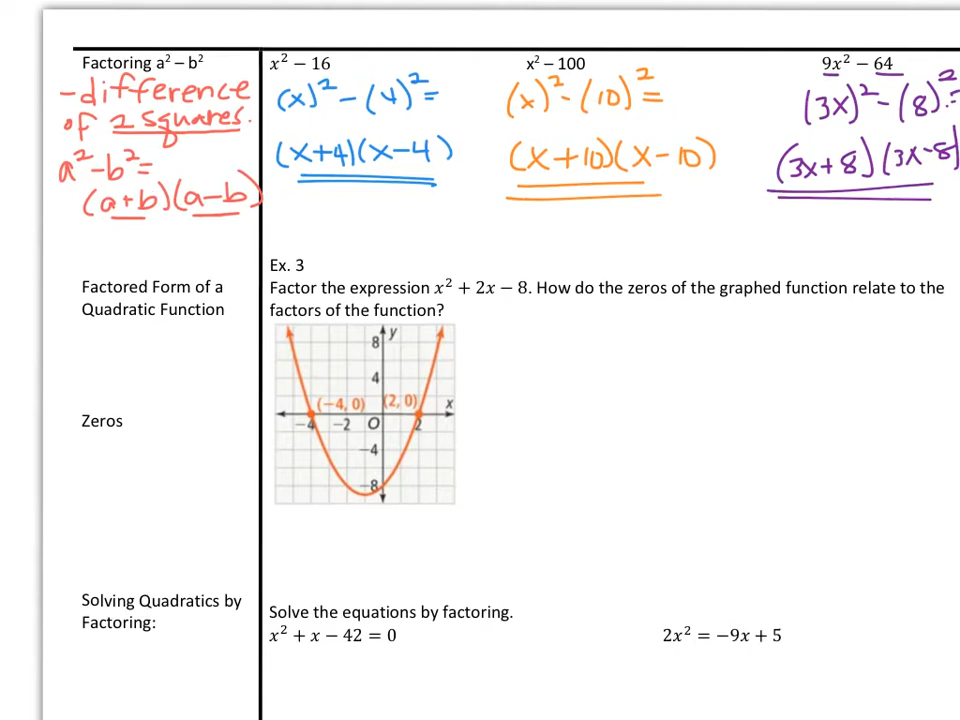 Factoring a² – b²
x² − 16
x² – 100
9x² − 64
-difference of 2 squares.
a²-b²=
(a+b)(a-b)
(x)²-(4)²=
(x+4)(x-4)
(x)²-(10)²=
(x+10)(x-10)
(3x)²-(8)²=
(3x+8)(3x-8)
Ex. 3
Factored Form of a
Quadratic Function
Factor the expression x² + 2x − 8. How do the zeros of the graphed function relate to the
factors of the function?
8 y
4
(−4, 0) (2, 0) x
−4 −2 O 2
−4
−8
Zeros
Solving Quadratics by
Factoring:
Solve the equations by factoring.
x² + x − 42 = 0
2x² = −9x + 5